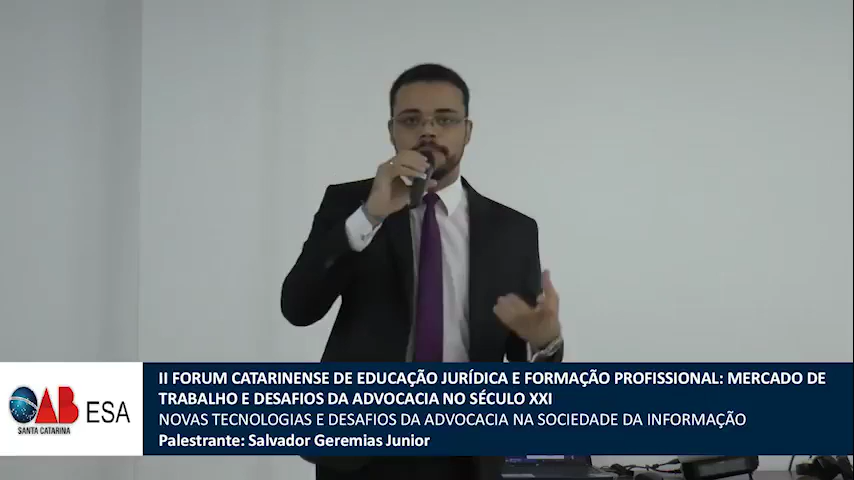 II FORUM CATARINENSE DE EDUCAÇÃO JURÍDICA E FORMAÇÃO PROFISSIONAL: MERCADO DE
TRABALHO E DESAFIOS DA ADVOCACIA NO SÉCULO XXI
NOVAS TECNOLOGIAS E DESAFIOS DA ADVOCACIA NA SOCIEDADE DA INFORMAÇÃO
Palestrante: Salvador Geremias Junior
OAB ESA
SANTA CATARINA